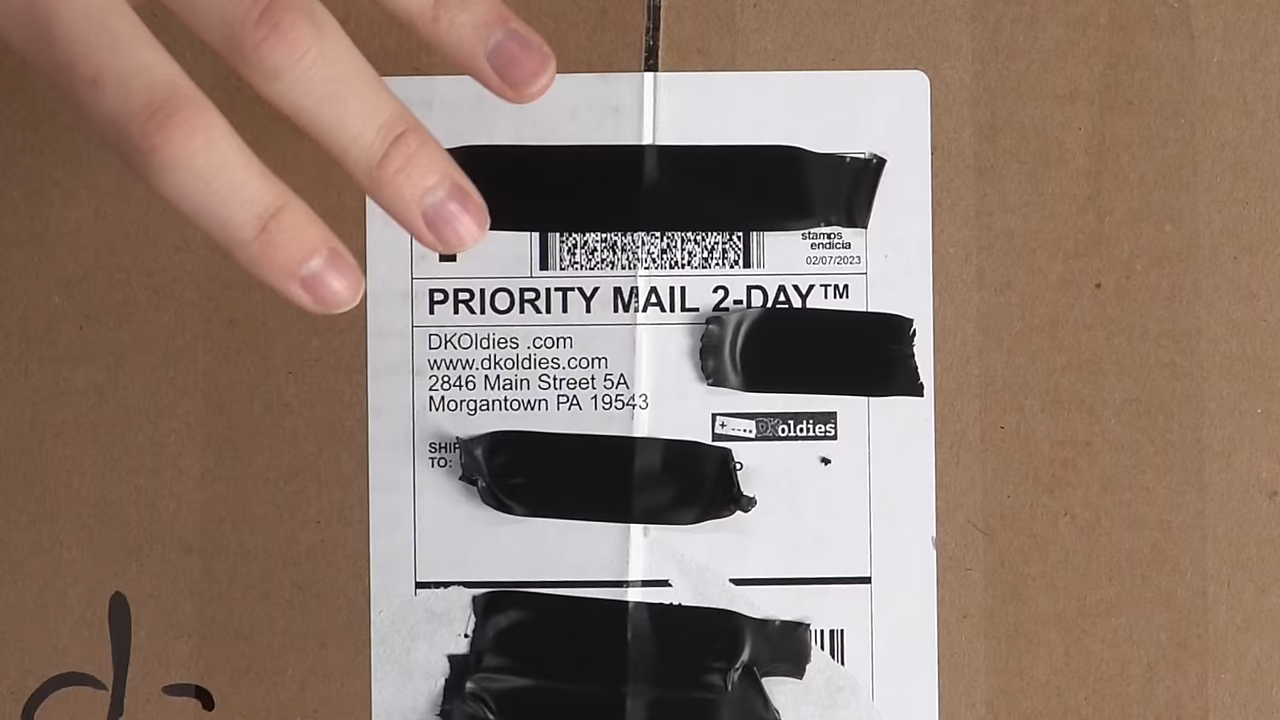 stamps
endicia
02/07/2023
PRIORITY MAIL 2-DAY™
DKOldies .com
www.dkoldies.com
2846 Main Street 5A
Morgantown PA 19543
DKoldies
SHIP
TO: